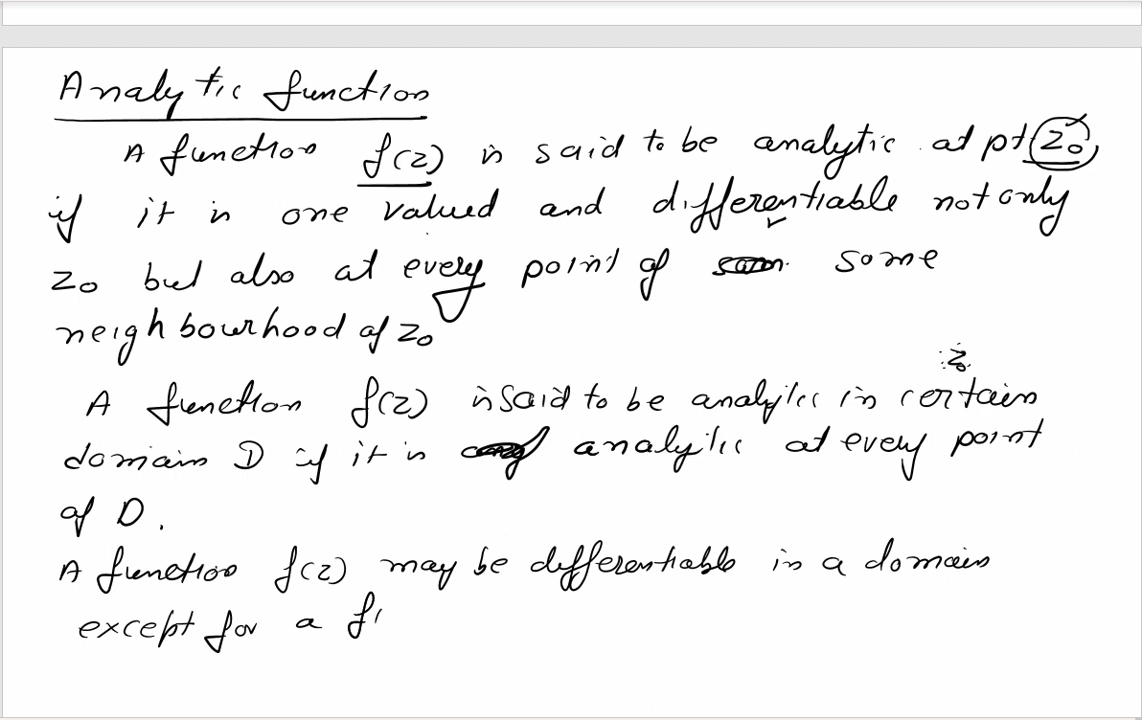 Analytic function
A function f(z) is said to be analytic at pt z₀,
if it is one valued and differentiable not only
z₀ but also at every point of some
neighbourhood of z₀
z₀
A function f(z) is said to be analytic in certain
domain D if it is analytic at every point
of D.
A function f(z) may be differentiable in a domain
except for a fi